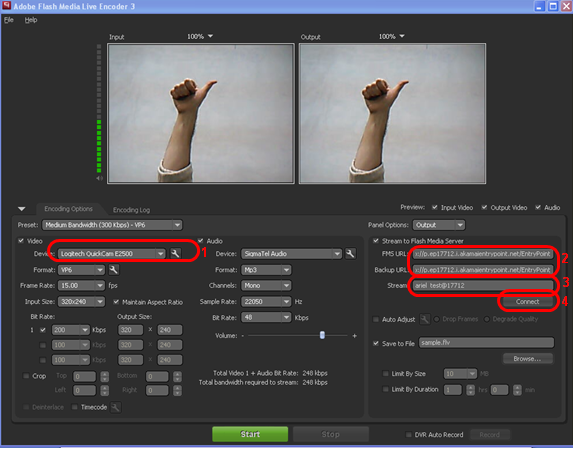 Adobe Flash Media Live Encoder 3
File Help
Input 100% Output 100%
Encoding Options Encoding Log
Preview: Input Video Output Video Audio
Preset: Medium Bandwidth (300 Kbps) - VP6
Panel Options: Output
Video
Device: Logitech QuickCam E2500
1
Format: VP6
Frame Rate: 15.00 fps
Input Size: 320x240 Maintain Aspect Ratio
Bit Rate: Output Size:
1 200 Kbps 320 X 240
100 Kbps 320 X 240
100 Kbps 320 X 240
Crop Top 0 Bottom 0
Left 0 Right 0
Deinterlace Timecode
Audio
Device: SigmaTel Audio
Format: Mp3
Channels: Mono
Sample Rate: 22050 Hz
Bit Rate: 48 Kbps
Volume: - +
Total Video 1 + Audio Bit Rate: 248 kbps
Total bandwidth required to stream: 248 kbps
Stream to Flash Media Server
FMS URL: x://p.ep17712.i.akamaientrypoint.net/EntryPoint
2
Backup URL: x://p.ep17712.i.akamaientrypoint.net/EntryPoint
Stream: ariel test@17712
3
Connect
4
Auto Adjust Drop Frames Degrade Quality
Save to File sample.flv
Browse...
Limit By Size 10 MB
Limit By Duration 1 hrs 0 min
Start Stop
DVR Auto Record Record